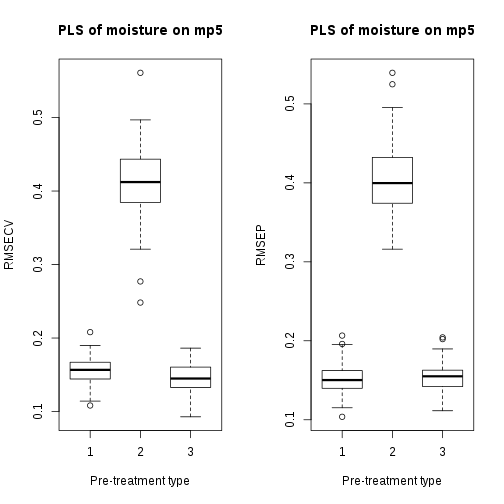 PLS of moisture on mp5
RMSECV
0.5
0.4
0.3
0.2
0.1
1 2 3
Pre-treatment type
PLS of moisture on mp5
RMSEP
0.5
0.4
0.3
0.2
0.1
1 2 3
Pre-treatment type